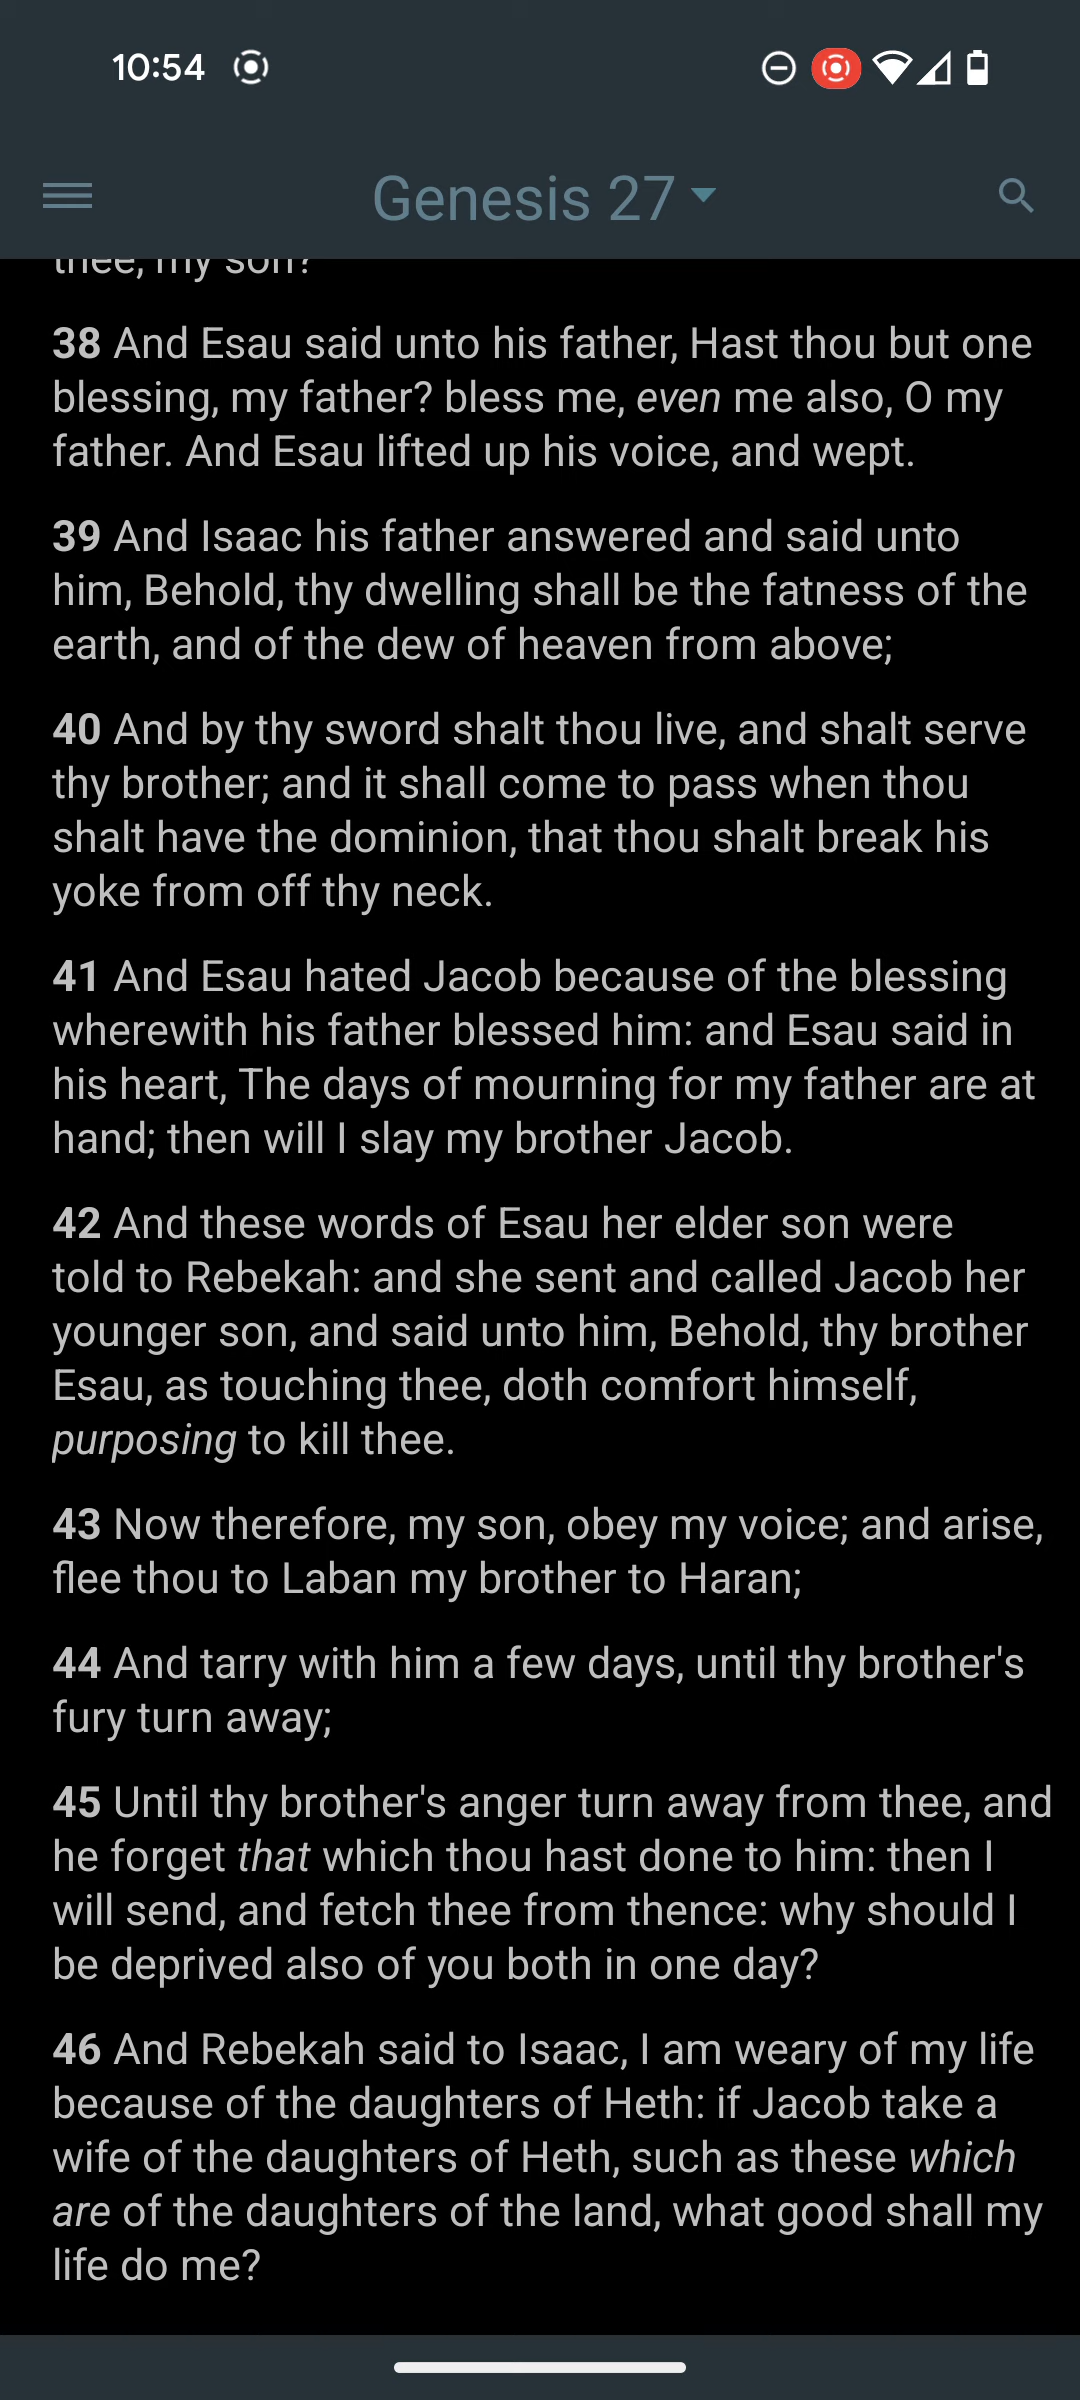 10:54
Genesis 27
thee, my son?
38 And Esau said unto his father, Hast thou but one
blessing, my father? bless me, even me also, O my
father. And Esau lifted up his voice, and wept.
39 And Isaac his father answered and said unto
him, Behold, thy dwelling shall be the fatness of the
earth, and of the dew of heaven from above;
40 And by thy sword shalt thou live, and shalt serve
thy brother; and it shall come to pass when thou
shalt have the dominion, that thou shalt break his
yoke from off thy neck.
41 And Esau hated Jacob because of the blessing
wherewith his father blessed him: and Esau said in
his heart, The days of mourning for my father are at
hand; then will I slay my brother Jacob.
42 And these words of Esau her elder son were
told to Rebekah: and she sent and called Jacob her
younger son, and said unto him, Behold, thy brother
Esau, as touching thee, doth comfort himself,
purposing to kill thee.
43 Now therefore, my son, obey my voice; and arise,
flee thou to Laban my brother to Haran;
44 And tarry with him a few days, until thy brother's
fury turn away;
45 Until thy brother's anger turn away from thee, and
he forget that which thou hast done to him: then I
will send, and fetch thee from thence: why should I
be deprived also of you both in one day?
46 And Rebekah said to Isaac, I am weary of my life
because of the daughters of Heth: if Jacob take a
wife of the daughters of Heth, such as these which
are of the daughters of the land, what good shall my
life do me?